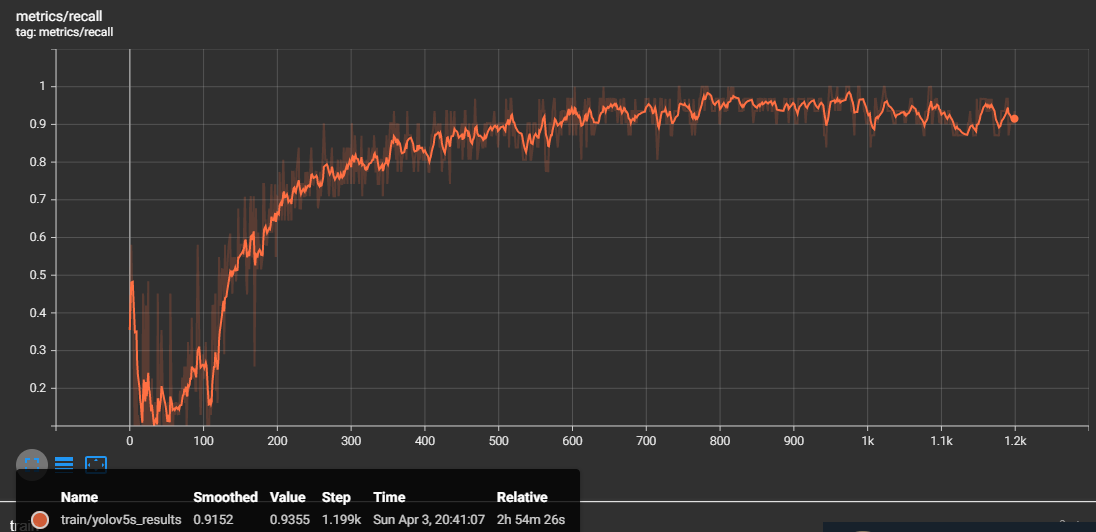 metrics/recall
tag: metrics/recall
1
0.9
0.8
0.7
0.6
0.5
0.4
0.3
0.2
0 100 200 300 400 500 600 700 800 900 1k 1.1k 1.2k
Name Smoothed Value Step Time Relative
train/yolov5s_results 0.9152 0.9355 1.199k Sun Apr 3, 20:41:07 2h 54m 26s